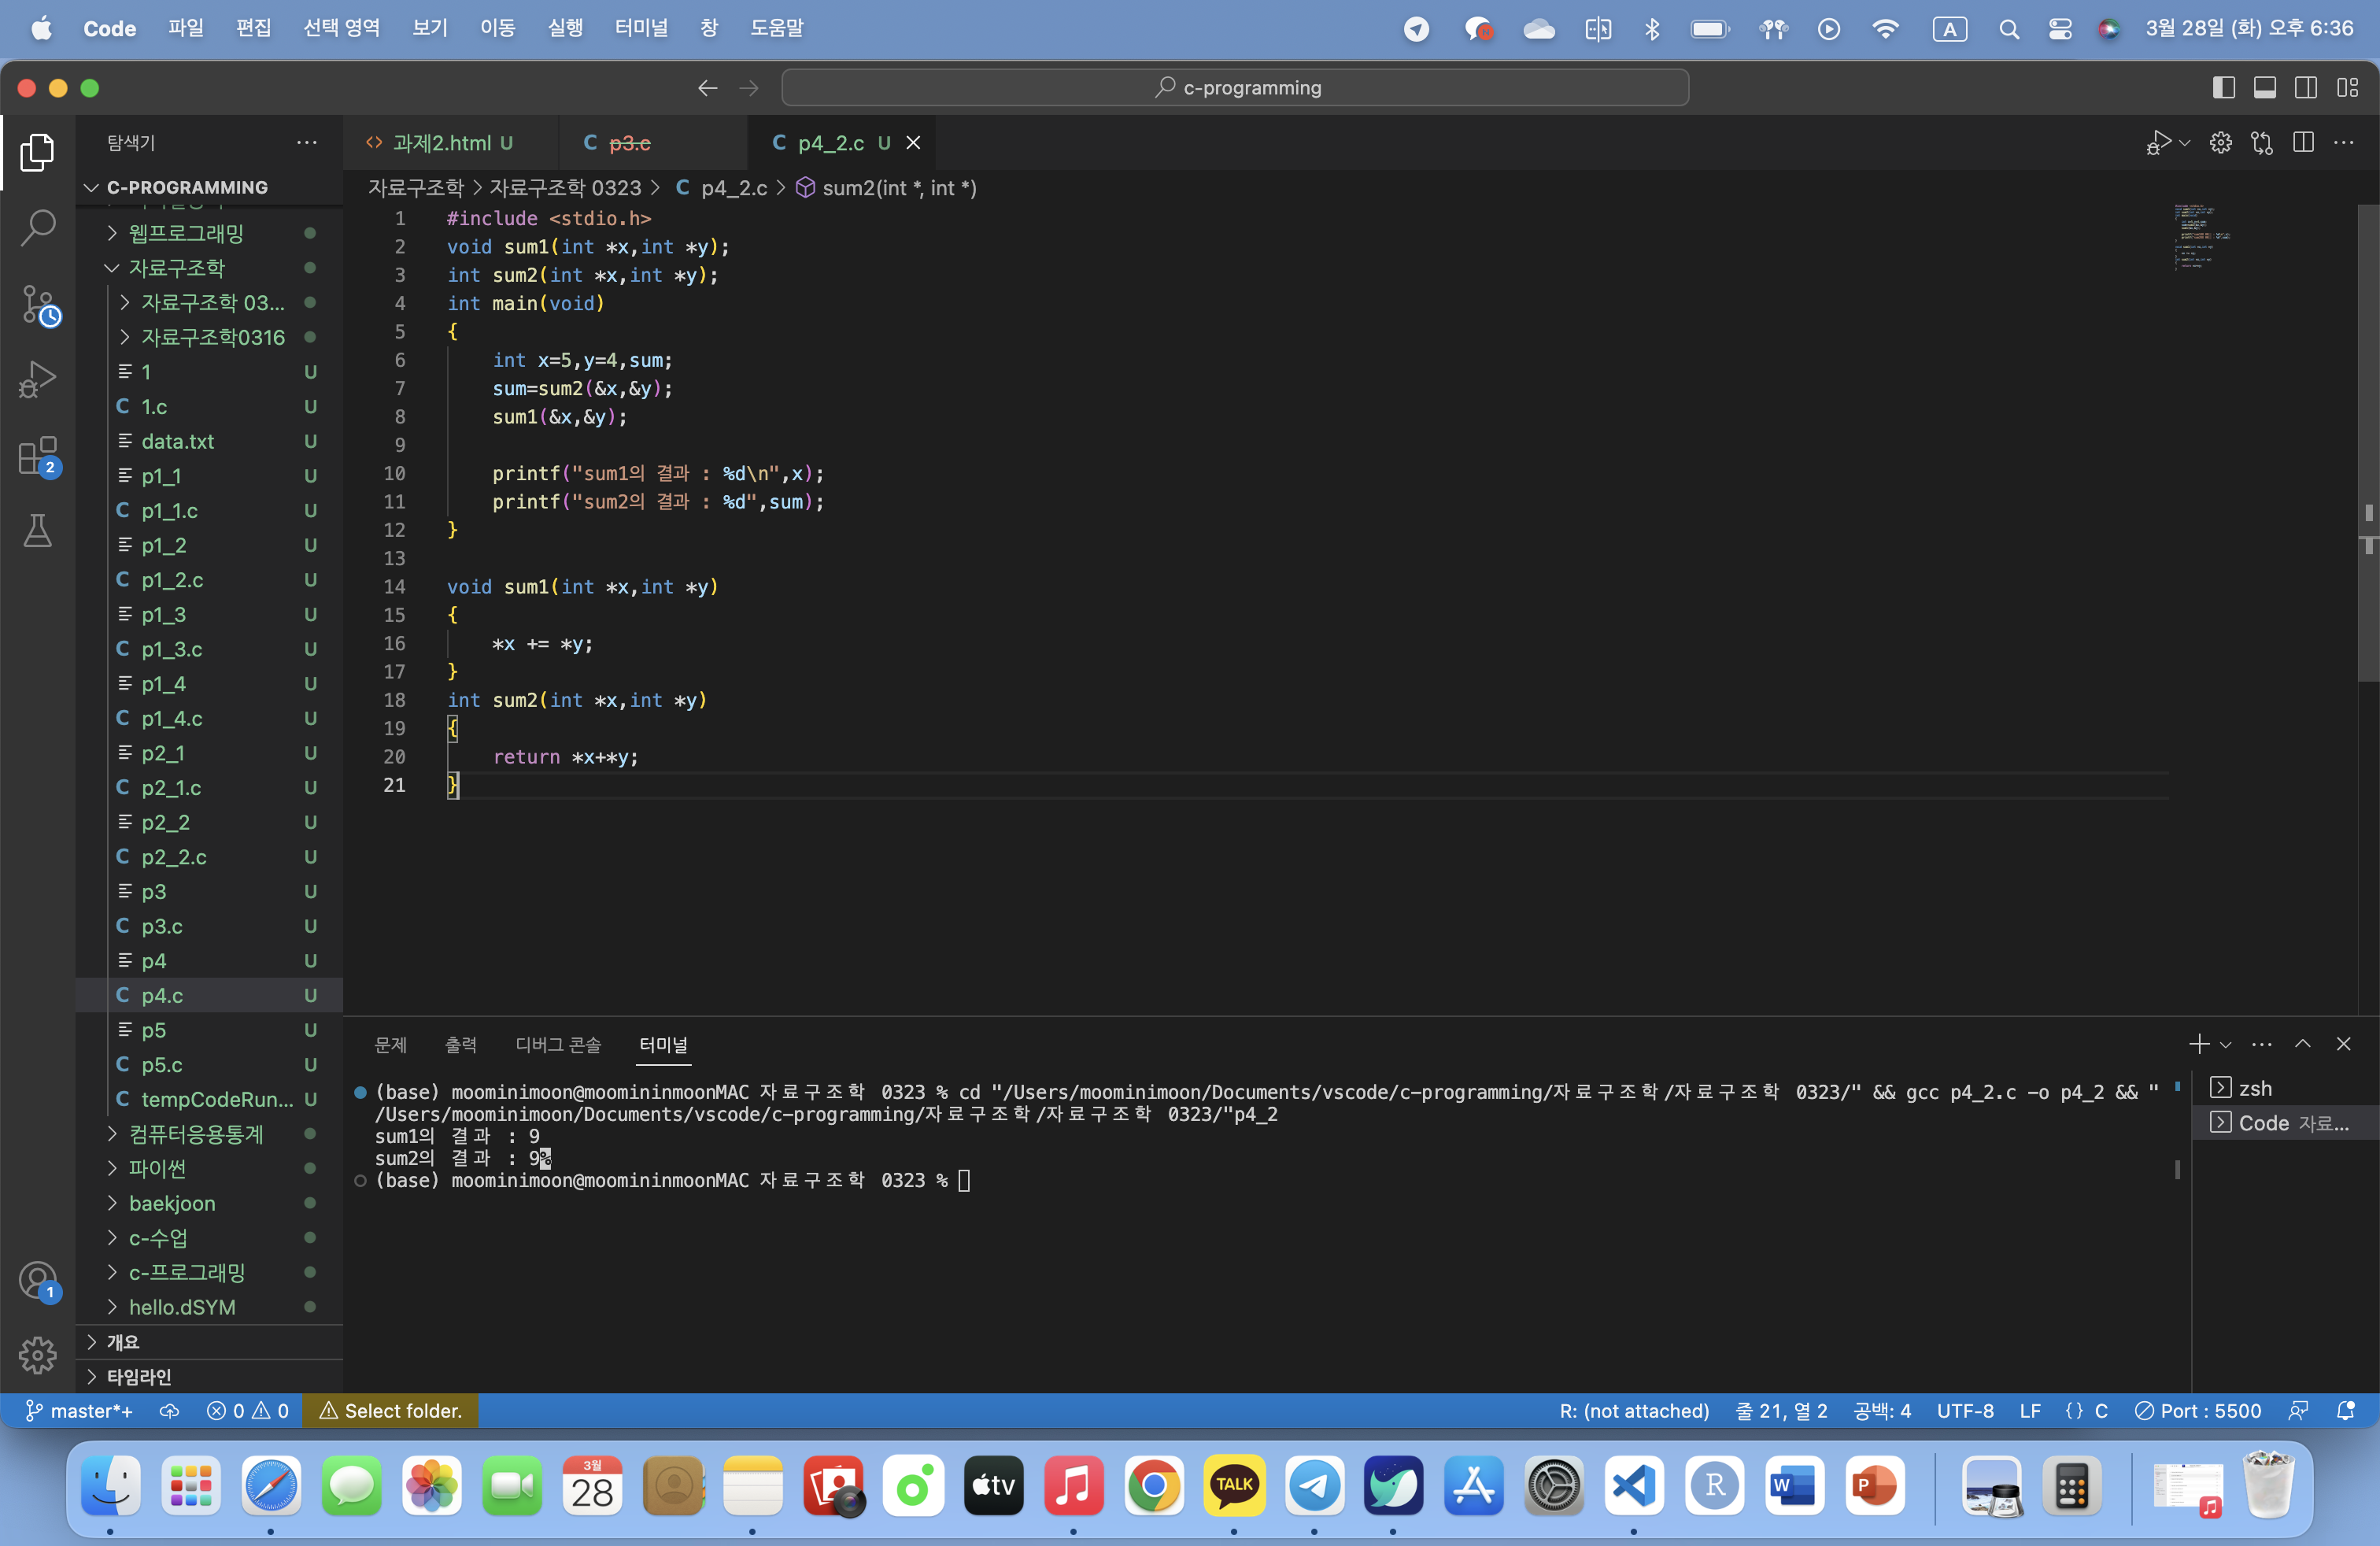 Code 파일 편집 선택 영역 보기 이동 실행 터미널 창 도움말 A 3월 28일 (화) 오후 6:36
c-programming
탐색기
과제2.html U
p3.c
p4_2.c U
C-PROGRAMMING
웹프로그래밍
자료구조학
자료구조학 03...
자료구조학0316
1 U
C 1.c U
data.txt U
p1_1 U
C p1_1.c U
p1_2 U
C p1_2.c U
p1_3 U
C p1_3.c U
p1_4 U
C p1_4.c U
p2_1 U
C p2_1.c U
p2_2 U
C p2_2.c U
p3 U
C p3.c U
p4 U
C p4.c U
p5 U
C p5.c U
C tempCodeRun... U
컴퓨터응용통계
파이썬
baekjoon
c-수업
c-프로그래밍
hello.dSYM
개요
타임라인
2
1
자료구조학 > 자료구조학 0323 > C p4_2.c > sum2(int *, int *)
1 #include <stdio.h>
2 void sum1(int *x,int *y);
3 int sum2(int *x,int *y);
4 int main(void)
5 {
6 int x=5,y=4,sum;
7 sum=sum2(&x,&y);
8 sum1(&x,&y);
9
10 printf("sum1의 결과 : %d\n",x);
11 printf("sum2의 결과 : %d",sum);
12 }
13
14 void sum1(int *x,int *y)
15 {
16 *x += *y;
17 }
18 int sum2(int *x,int *y)
19 {
20 return *x+*y;
21 }
문제 출력 디버그 콘솔 터미널
(base) moominimoon@moomininmoonMAC 자료구조학 0323 % cd "/Users/moominimoon/Documents/vscode/c-programming/자료구조학/자료구조학 0323/" && gcc p4_2.c -o p4_2 && "
/Users/moominimoon/Documents/vscode/c-programming/자료구조학/자료구조학 0323/"p4_2
sum1의 결과 : 9
sum2의 결과 : 9%
(base) moominimoon@moomininmoonMAC 자료구조학 0323 %
zsh
Code 자료...
master*+ 0 0 Select folder. R: (not attached) 줄 21, 열 2 공백: 4 UTF-8 LF {} C Port : 5500
3월
28
tv
TALK
R
W
P